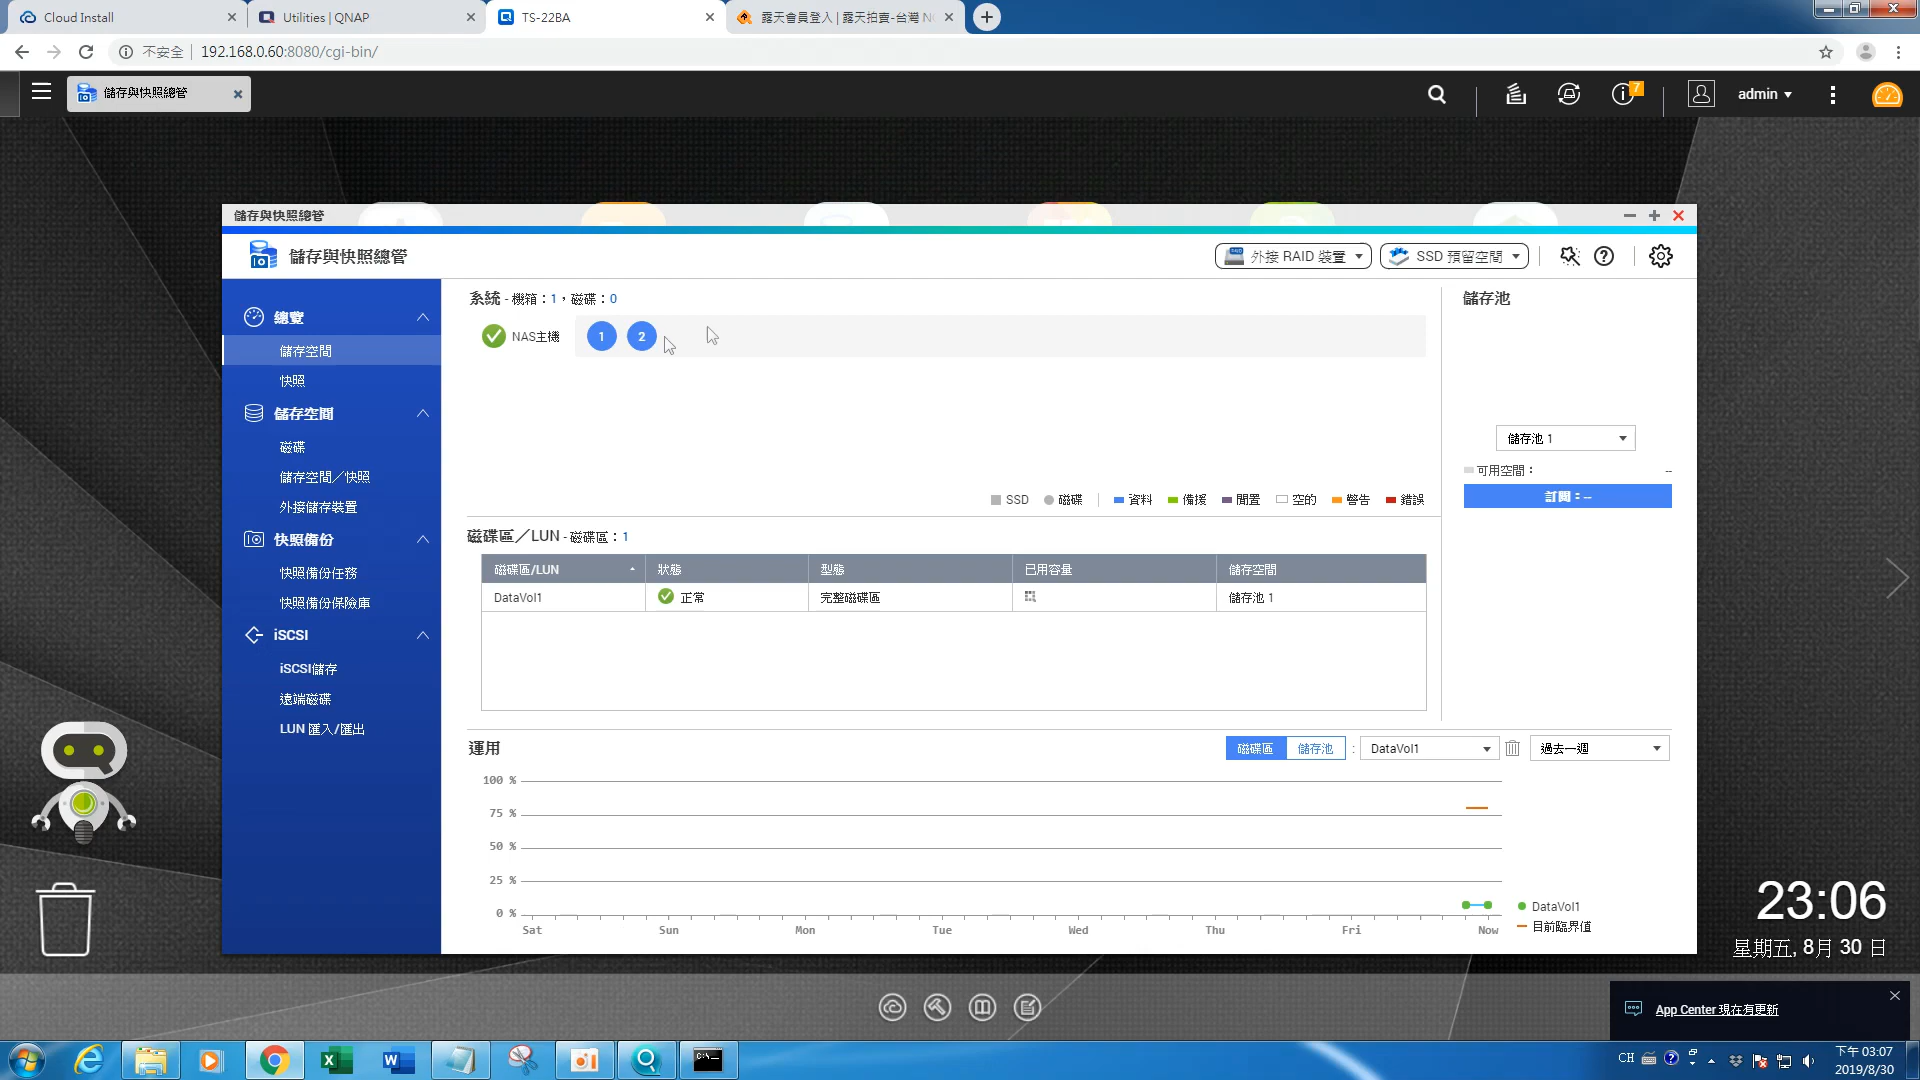 Cloud Install
Utilities | QNAP
TS-22BA
露天會員登入 | 露天拍賣-台灣 N
不安全
192.168.0.60:8080/cgi-bin/
儲存與快照總管
7
admin
儲存與快照總管
儲存與快照總管
外接 RAID 裝置
SSD 預留空間
總覽
儲存空間
快照
儲存空間
磁碟
儲存空間／快照
外接儲存裝置
快照備份
快照備份任務
快照備份保險庫
iSCSI
iSCSI儲存
遠端磁碟
LUN 匯入/匯出
系統 - 機箱：1，磁碟：0
NAS主機
1
2
SSD
磁碟
資料
備援
閒置
空的
警告
錯誤
儲存池
儲存池 1
可用空間：
--
訂閱：--
磁碟區／LUN - 磁碟區：1
磁碟區/LUN 狀態 型態 已用容量 儲存空間
DataVol1 正常 完整磁碟區 儲存池 1
運用
磁碟區 儲存池 : DataVol1 過去一週
100 %
75 %
50 %
25 %
0 %
Sat Sun Mon Tue Wed Thu Fri Now
DataVol1
目前臨界值
23:06
星期五, 8月 30 日
App Center 現在有更新
CH
下午 03:07
2019/8/30